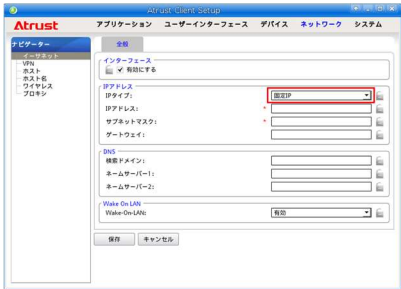 Atrust Client Setup
Atrust
アプリケーション ユーザーインターフェース デバイス ネットワーク システム
ナビゲーター
イーサネット
VPN
ホスト
ホスト名
ワイヤレス
プロキシ
全般
インターフェース
有効にする
IPアドレス
IPタイプ: 固定IP
IPアドレス: *
サブネットマスク: *
ゲートウェイ:
DNS
検索ドメイン:
ネームサーバー1:
ネームサーバー2:
Wake On LAN
Wake-On-LAN: 有効
保存 キャンセル